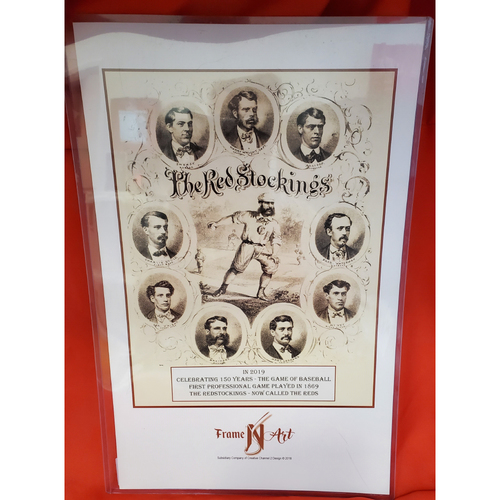 The Red Stockings
IN 2019
CELEBRATING 150 YEARS - THE GAME OF BASEBALL
FIRST PROFESSIONAL GAME PLAYED IN 1869
THE REDSTOCKINGS - NOW CALLED THE REDS
Frame N Art